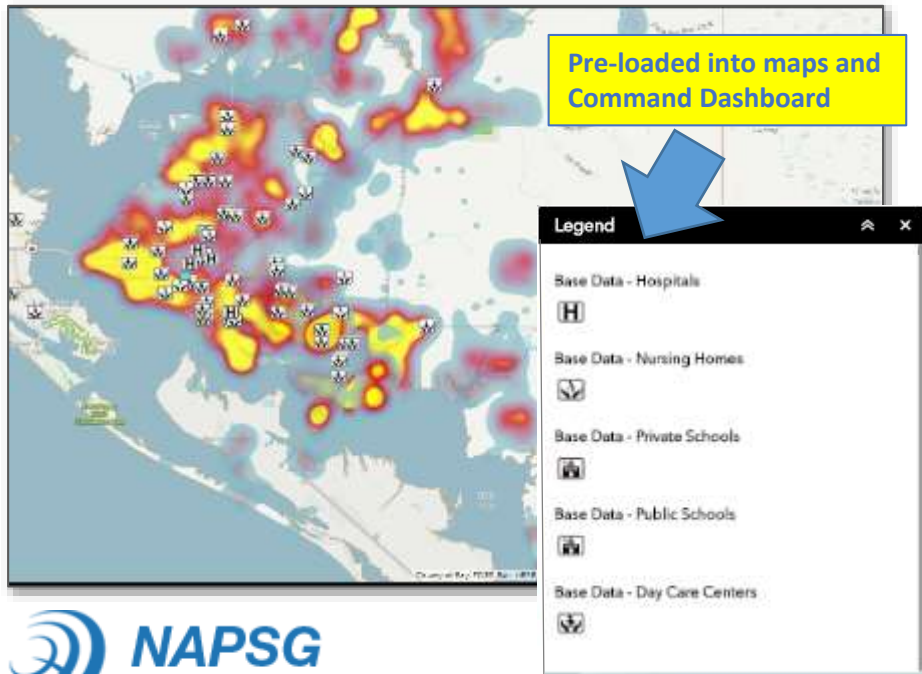 Pre-loaded into maps and
Command Dashboard
Legend
Base Data - Hospitals
H
Base Data - Nursing Homes
Base Data - Private Schools
Base Data - Public Schools
Base Data - Day Care Centers
NAPSG